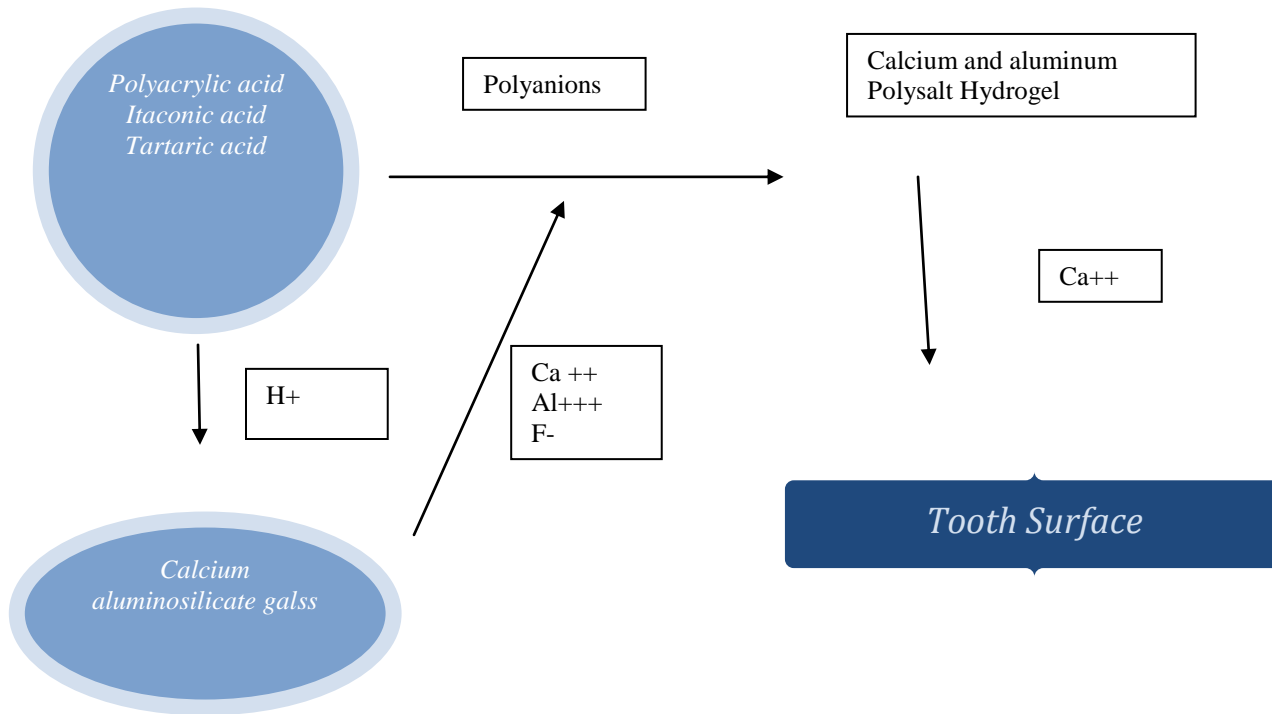 Polyacrylic acid
Itaconic acid
Tartaric acid
Polyanions
Calcium and aluminum
Polysalt Hydrogel
Ca++
H+
Ca ++
Al+++
F-
Tooth Surface
Calcium
aluminosilicate galss